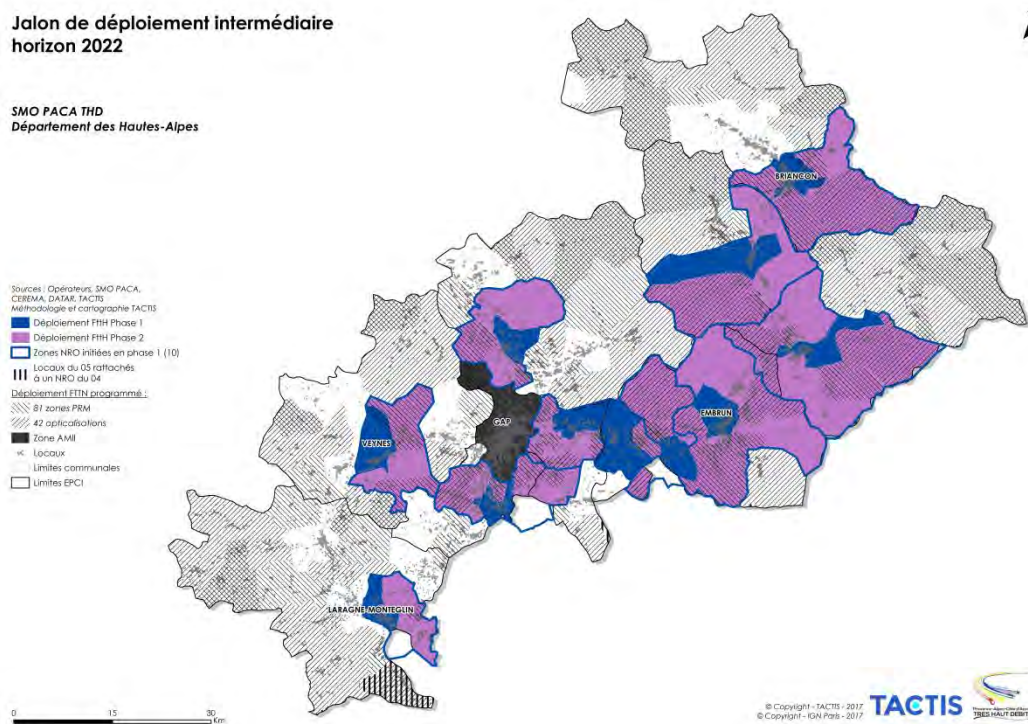 Jalon de déploiement intermédiaire
horizon 2022
SMO PACA THD
Département des Hautes-Alpes
Sources : Opérateurs, SMO PACA,
CEREMA, DATAR, TACTIS
Méthodologie et cartographie TACTIS
Déploiement FttH Phase 1
Déploiement FttH Phase 2
Zones NRO initiées en phase 1 (10)
Locaux du 05 rattachés
à un NRO du 04
Déploiement FTTN programmé :
81 zones PRM
42 opticalisations
Zone AMII
Locaux
Limites communales
Limites EPCI
BRIANCON
EMBRUN
GAP
VEYNES
LARAGNE-MONTEGLIN
0 15 30
Km
© Copyright - TACTIS - 2017
© Copyright - IGN Paris - 2017
TACTIS
TRES HAUT DEBIT